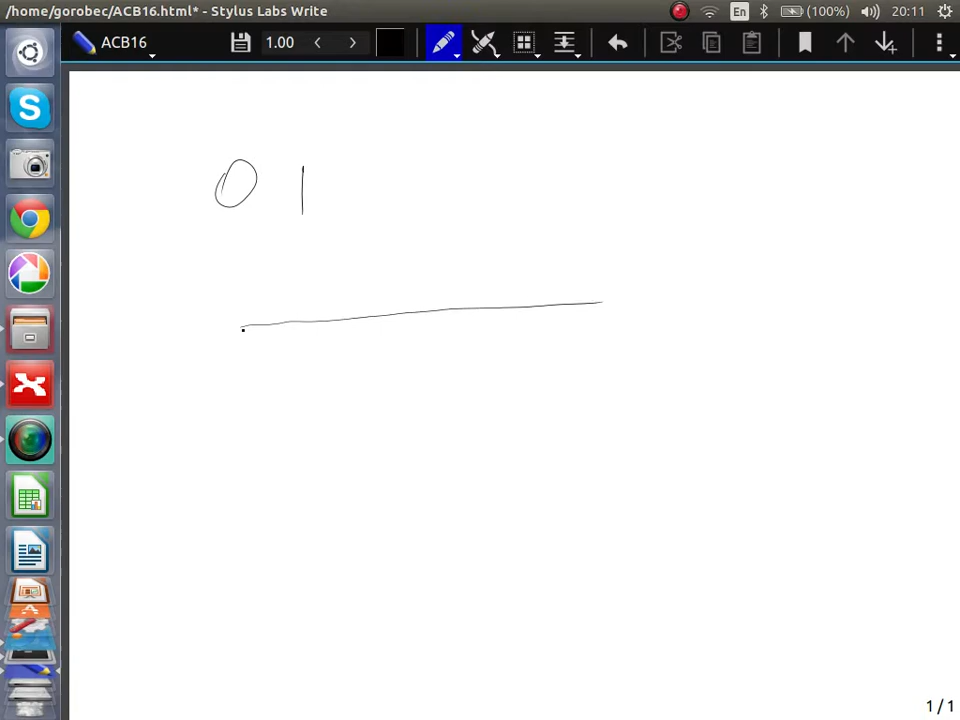 /home/gorobec/ACB16.html* - Stylus Labs Write En (100%) 20:11
ACB16 1.00
0 1
1 / 1